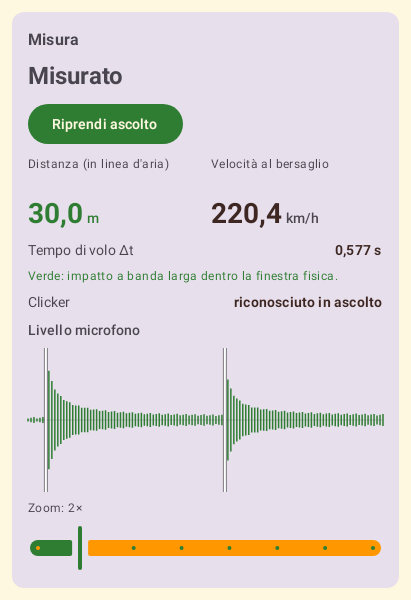 Misura
Misurato
Riprendi ascolto
Distanza (in linea d'aria)
Velocità al bersaglio
30,0 m
220,4 km/h
Tempo di volo Δt
0,577 s
Verde: impatto a banda larga dentro la finestra fisica.
Clicker
riconosciuto in ascolto
Livello microfono
Zoom: 2×